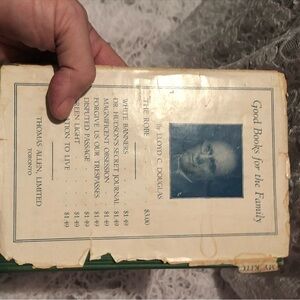 Good Books for the Family
By LLOYD C. DOUGLAS
THE ROBE $3.00
WHITE BANNERS $1.49
DR. HUDSON'S SECRET JOURNAL $1.49
MAGNIFICENT OBSESSION $1.49
FORGIVE US OUR TRESPASSES $1.49
DISPUTED PASSAGE $1.49
GREEN LIGHT $1.49
TION TO LIVE $1.49
THOMAS ALLEN, LIMITED
TORONTO